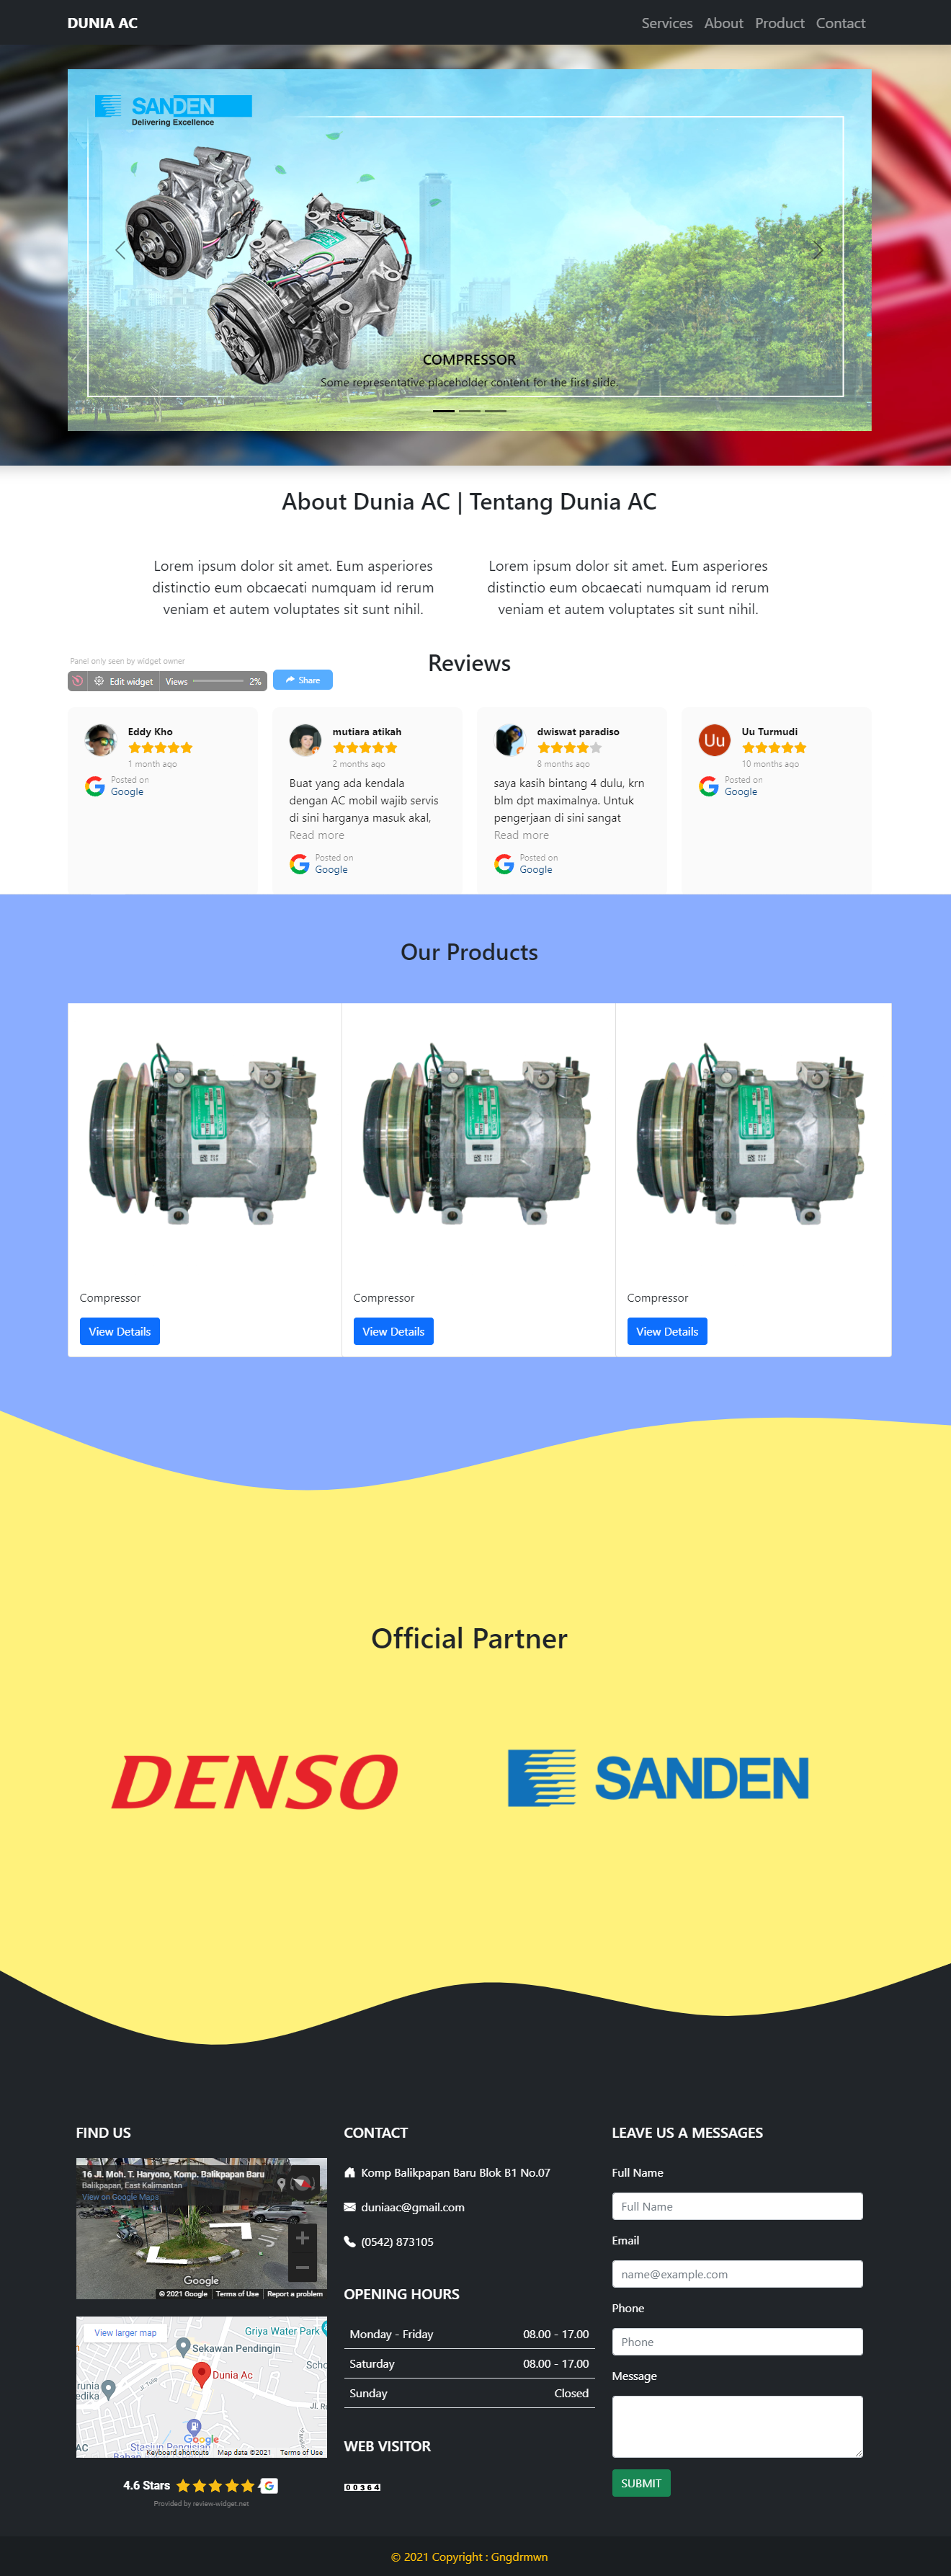 DUNIA AC
Services About Product Contact
SANDEN
Delivering Excellence
COMPRESSOR
Some representative placeholder content for the first slide.
About Dunia AC | Tentang Dunia AC
Lorem ipsum dolor sit amet. Eum asperiores
distinctio eum obcaecati numquam id rerum
veniam et autem voluptates sit sunt nihil.
Lorem ipsum dolor sit amet. Eum asperiores
distinctio eum obcaecati numquam id rerum
veniam et autem voluptates sit sunt nihil.
Reviews
Panel only seen by widget owner
Edit widget Views 2% Share
Eddy Kho
1 month ago
Posted on
Google
mutiara atikah
2 months ago
Buat yang ada kendala
dengan AC mobil wajib servis
di sini harganya masuk akal,
Read more
Posted on
Google
dwiswat paradiso
8 months ago
saya kasih bintang 4 dulu, krn
blm dpt maximalnya. Untuk
pengerjaan di sini sangat
Read more
Posted on
Google
Uu
Uu Turmudi
10 months ago
Posted on
Google
Our Products
Compressor
View Details
Compressor
View Details
Compressor
View Details
Official Partner
DENSO
SANDEN
FIND US
16 Jl. Moh. T. Haryono, Komp. Balikpapan Baru
Balikpapan, East Kalimantan
View on Google Maps
Google
© 2021 Google Terms of Use Report a problem
View larger map
Griya Water Park
Sekawan Pendingin
Dunia Ac
Google
Keyboard shortcuts Map data ©2021 Terms of Use
4.6 Stars
Provided by review-widget.net
CONTACT
Komp Balikpapan Baru Blok B1 No.07
duniaac@gmail.com
(0542) 873105
OPENING HOURS
Monday - Friday 08.00 - 17.00
Saturday 08.00 - 17.00
Sunday Closed
WEB VISITOR
00364
LEAVE US A MESSAGES
Full Name
Full Name
Email
name@example.com
Phone
Phone
Message
SUBMIT
© 2021 Copyright : Gngdrmwn